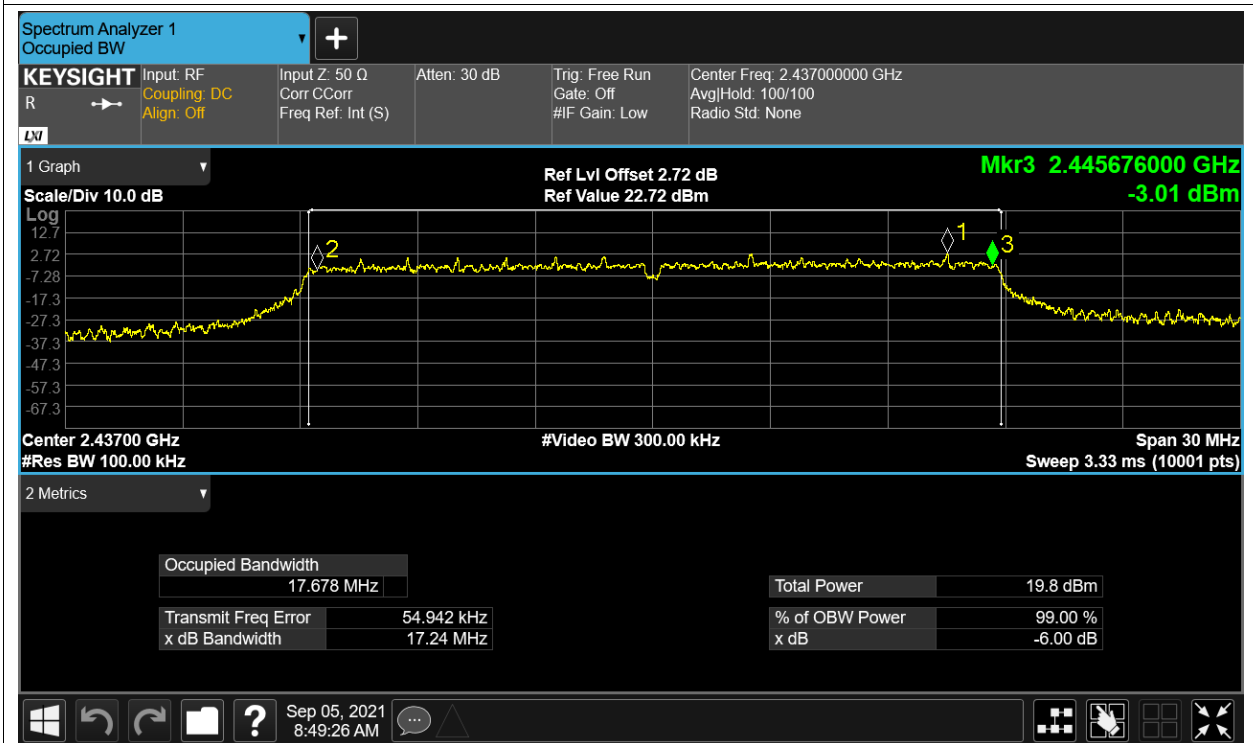 Spectrum Analyzer 1
Occupied BW
KEYSIGHT
R
LXI
Input: RF
Coupling: DC
Align: Off
Input Z: 50 Ω
Corr CCorr
Freq Ref: Int (S)
Atten: 30 dB
Trig: Free Run
Gate: Off
#IF Gain: Low
Center Freq: 2.437000000 GHz
Avg|Hold: 100/100
Radio Std: None
1 Graph
Scale/Div 10.0 dB
Ref Lvl Offset 2.72 dB
Ref Value 22.72 dBm
Mkr3 2.445676000 GHz
-3.01 dBm
Log
12.7
2.72
-7.28
-17.3
-27.3
-37.3
-47.3
-57.3
-67.3
2
1
3
Center 2.43700 GHz
#Video BW 300.00 kHz
Span 30 MHz
#Res BW 100.00 kHz
Sweep 3.33 ms (10001 pts)
2 Metrics
Occupied Bandwidth
17.678 MHz
Transmit Freq Error 54.942 kHz
x dB Bandwidth 17.24 MHz
Total Power 19.8 dBm
% of OBW Power 99.00 %
x dB -6.00 dB
?
Sep 05, 2021
8:49:26 AM